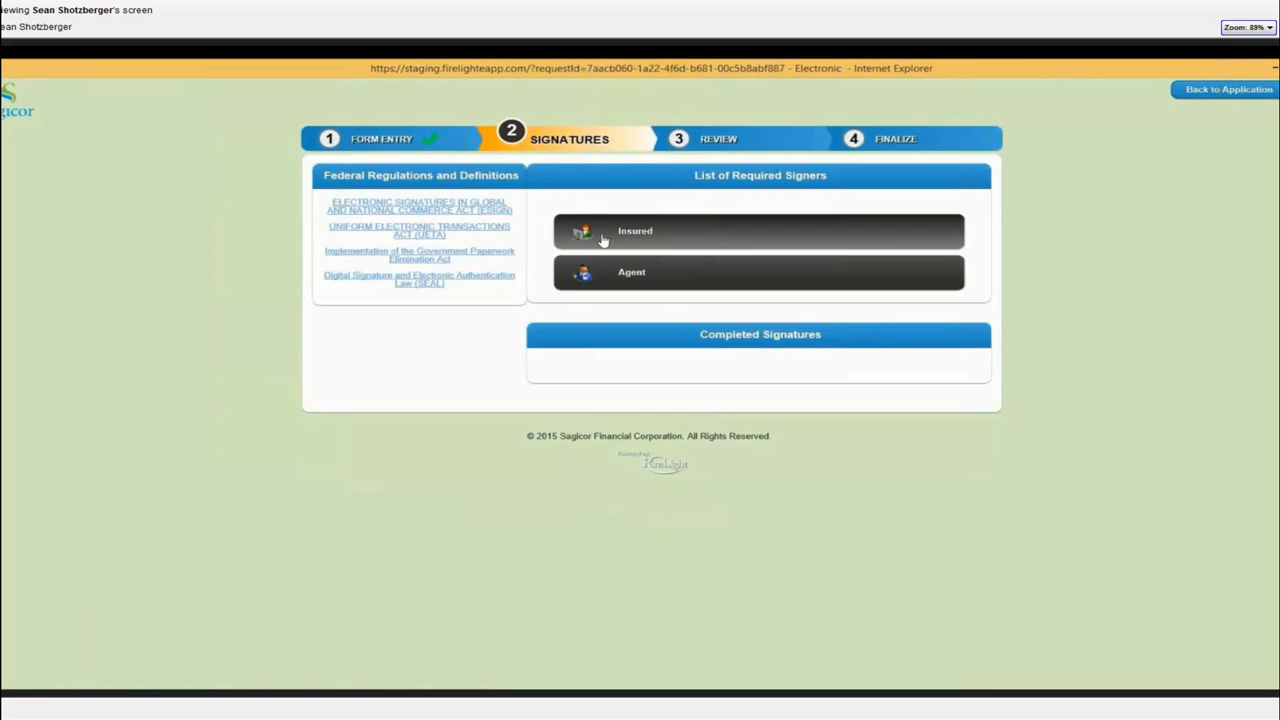 iewing Sean Shotzberger's screen
ean Shotzberger
Zoom: 89%
https://staging.firelighteapp.com/?requestId=7aacb060-1a22-4f6d-b681-00c5b8abf887 - Electronic - Internet Explorer
gicor
Back to Application
1 FORM ENTRY
2 SIGNATURES
3 REVIEW
4 FINALIZE
Federal Regulations and Definitions
ELECTRONIC SIGNATURES IN GLOBAL
AND NATIONAL COMMERCE ACT (ESIGN)
UNIFORM ELECTRONIC TRANSACTIONS
ACT (UETA)
Implementation of the Government Paperwork
Elimination Act
Digital Signature and Electronic Authentication
Law (SEAL)
List of Required Signers
Insured
Agent
Completed Signatures
© 2015 Sagicor Financial Corporation. All Rights Reserved.
Powered by
FireLight